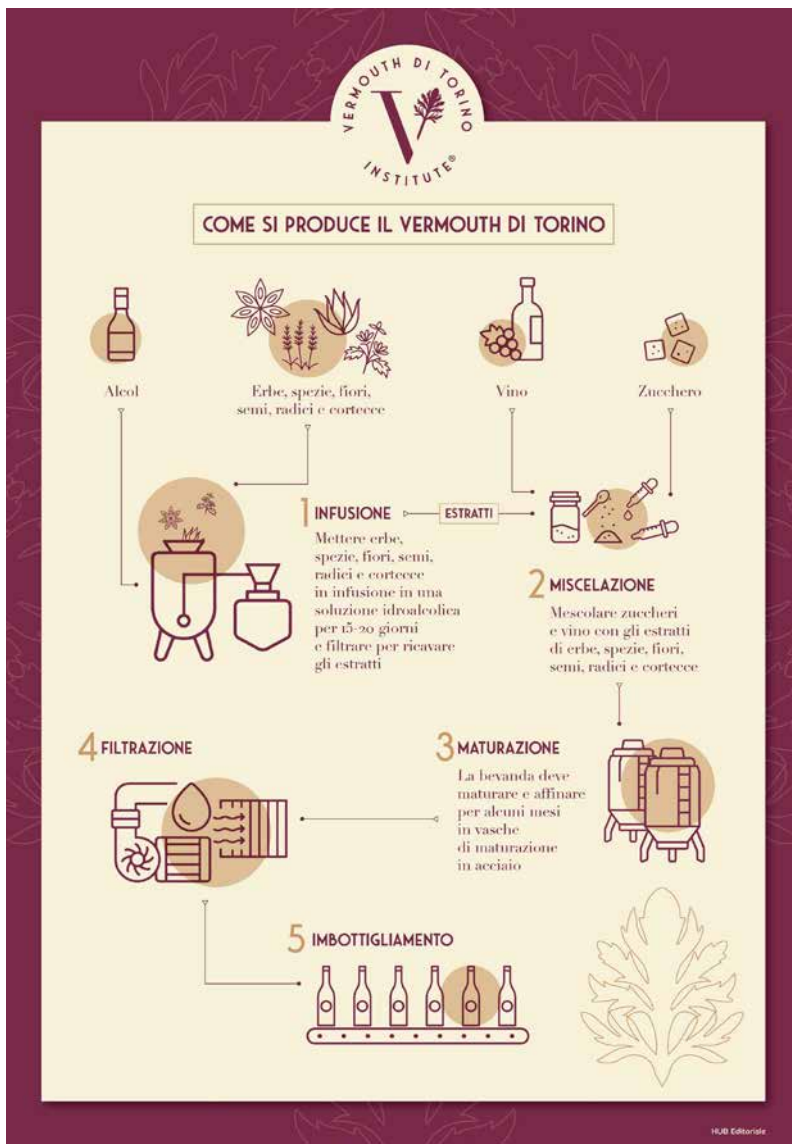 VERMOUTH DI TORINO
V
INSTITUTE®
COME SI PRODUCE IL VERMOUTH DI TORINO
Alcol
Erbe, spezie, fiori,
semi, radici e cortecce
Vino
Zucchero
1 INFUSIONE
Mettere erbe,
spezie, fiori, semi,
radici e cortecce
in infusione in una
soluzione idroalcolica
per 15-20 giorni
e filtrare per ricavare
gli estratti
ESTRATTI
2 MISCELAZIONE
Mescolare zuccheri
e vino con gli estratti
di erbe, spezie, fiori,
semi, radici e cortecce
3 MATURAZIONE
La bevanda deve
maturare e affinare
per alcuni mesi
in vasche
di maturazione
in acciaio
4 FILTRAZIONE
5 IMBOTTIGLIAMENTO
HUB Editoriale